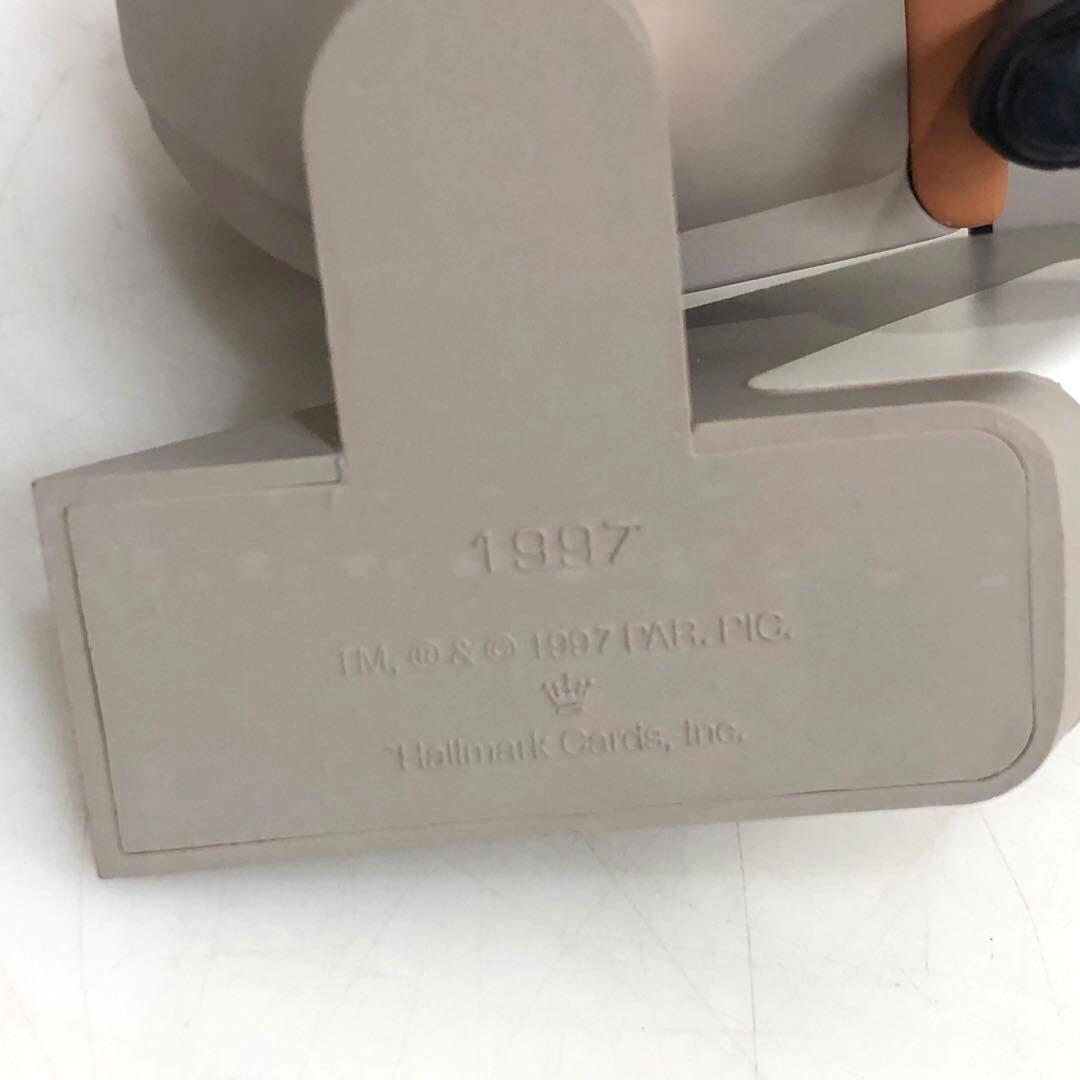 1997
TM, ® & © 1997 PAR. PIC.
Hallmark Cards, Inc.